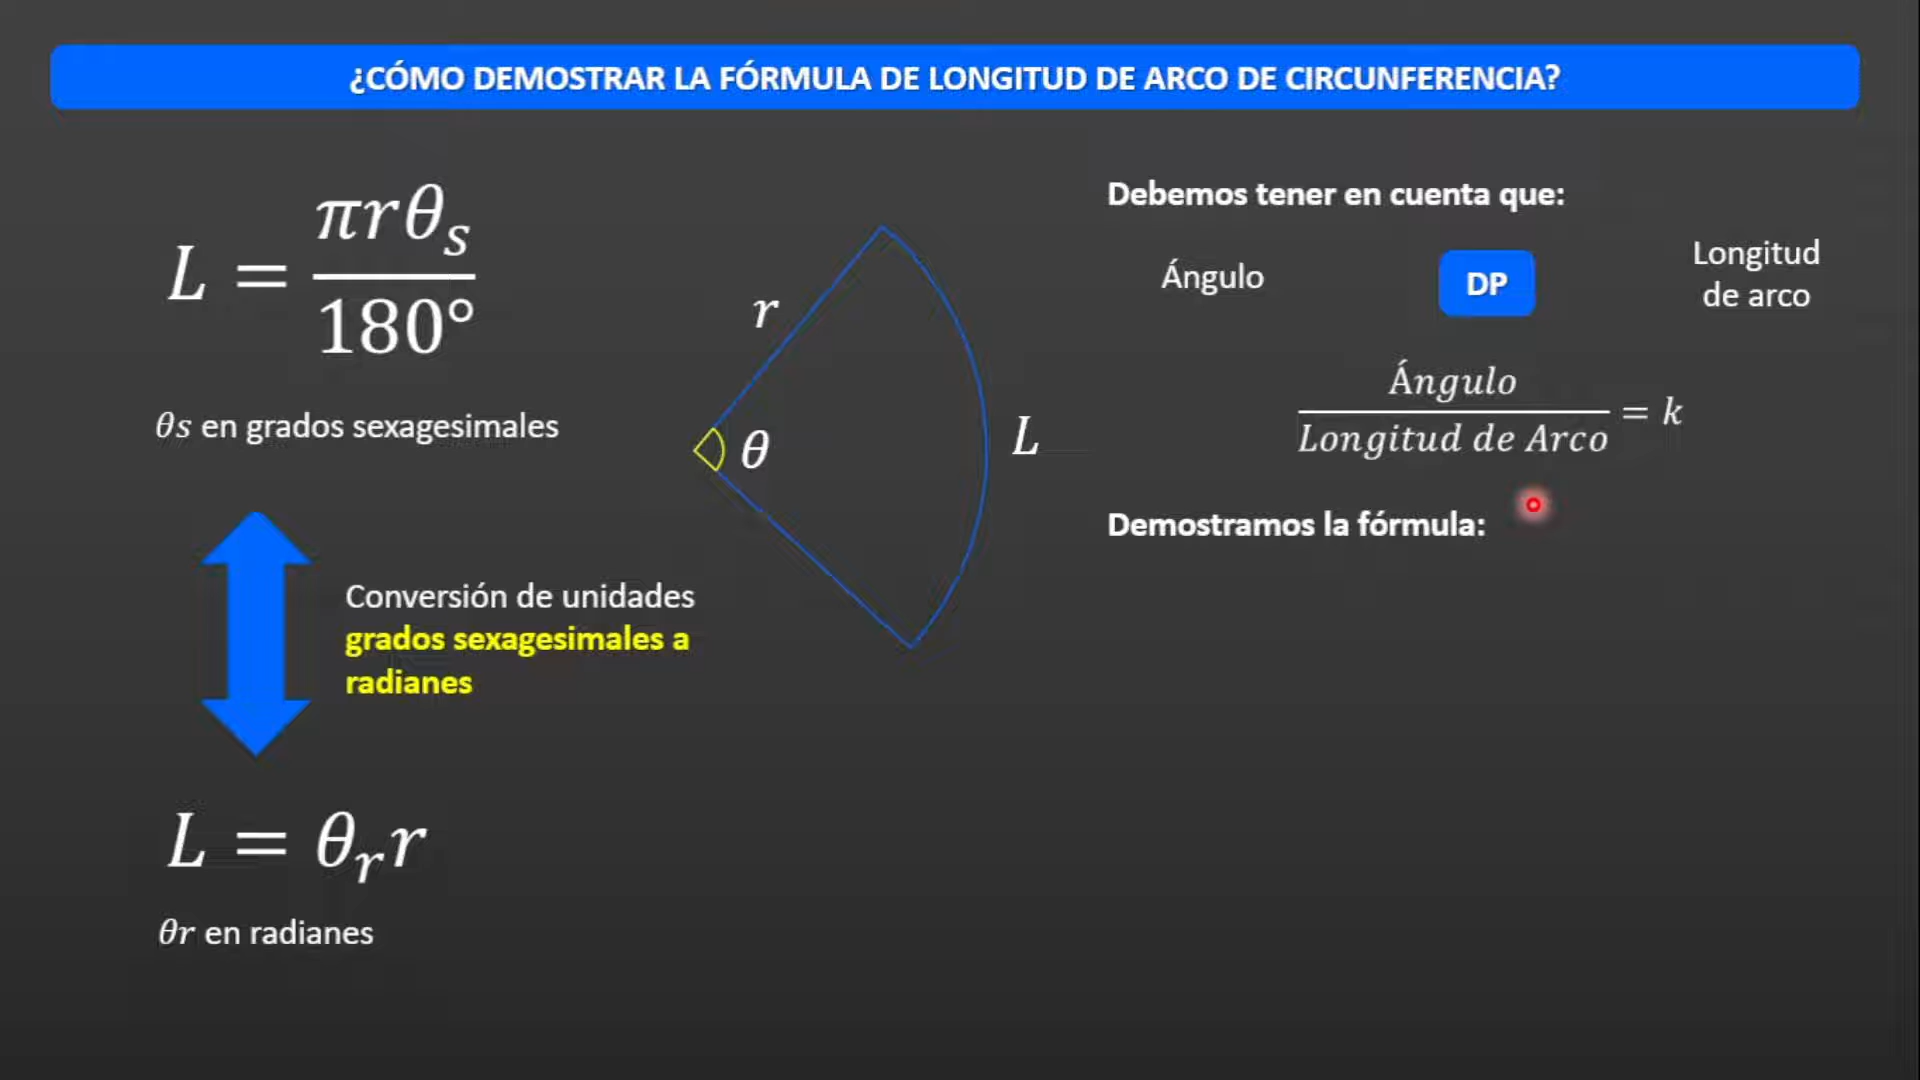 ¿CÓMO DEMOSTRAR LA FÓRMULA DE LONGITUD DE ARCO DE CIRCUNFERENCIA?
L = πrθₛ / 180°
θs en grados sexagesimales
Conversión de unidades
grados sexagesimales a
radianes
L = θᵣr
θr en radianes
r
θ
L
Debemos tener en cuenta que:
Ángulo
DP
Longitud
de arco
Ángulo / Longitud de Arco = k
Demostramos la fórmula: